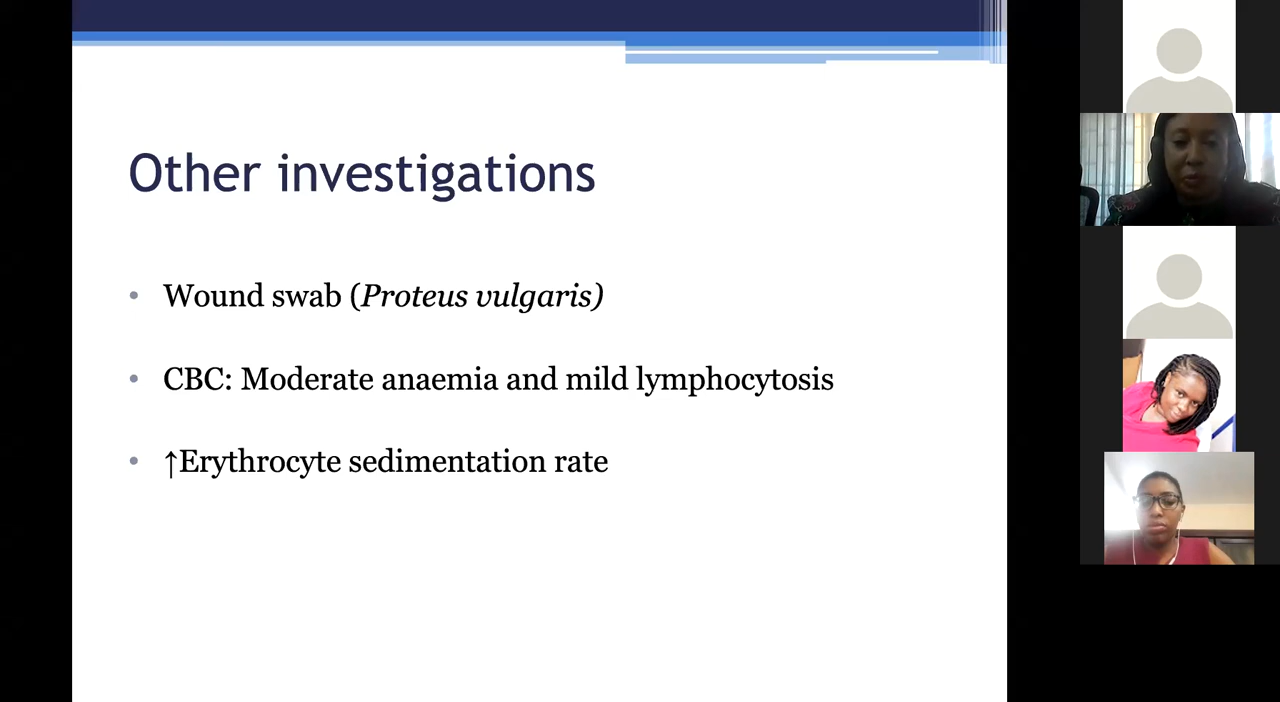 Other investigations
• Wound swab (Proteus vulgaris)
• CBC: Moderate anaemia and mild lymphocytosis
• ↑Erythrocyte sedimentation rate